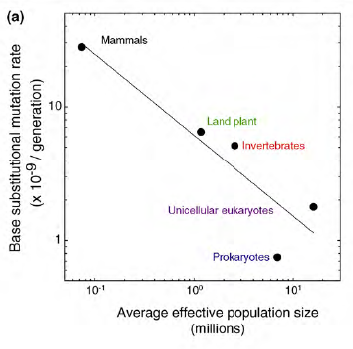 (a)
Base substitutional mutation rate
(x 10-9 / generation)
10
1
Mammals
Land plant
Invertebrates
Unicellular eukaryotes
Prokaryotes
10-1
100
101
Average effective population size
(millions)